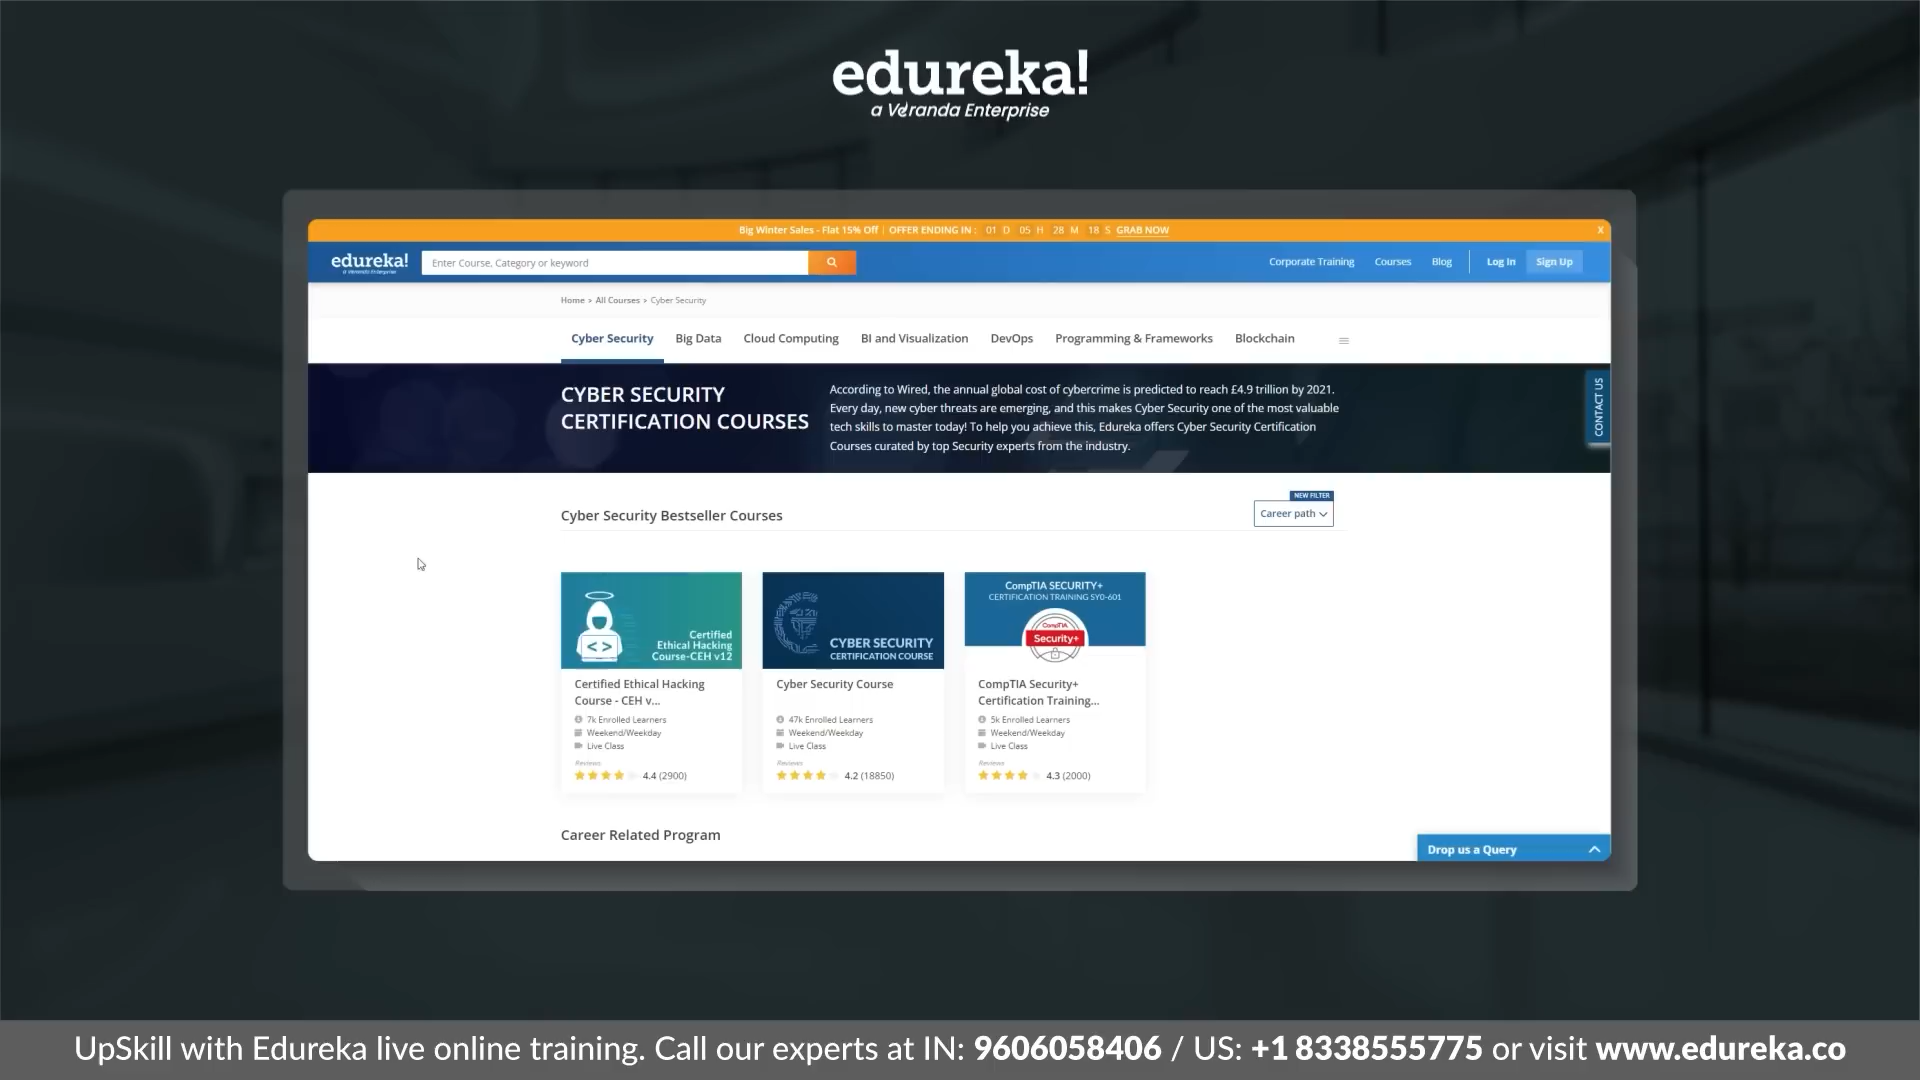 edureka!
a Veranda Enterprise
Big Winter Sales - Flat 15% Off | OFFER ENDING IN : 01 D 05 H 28 M 18 S GRAB NOW
X
edureka!
a Veranda Enterprise
Enter Course, Category or keyword
Corporate Training
Courses
Blog
Log In
Sign Up
Home > All Courses > Cyber Security
Cyber Security
Big Data
Cloud Computing
BI and Visualization
DevOps
Programming & Frameworks
Blockchain
CYBER SECURITY
CERTIFICATION COURSES
According to Wired, the annual global cost of cybercrime is predicted to reach £4.9 trillion by 2021.
Every day, new cyber threats are emerging, and this makes Cyber Security one of the most valuable
tech skills to master today! To help you achieve this, Edureka offers Cyber Security Certification
Courses curated by top Security experts from the industry.
CONTACT US
NEW FILTER
Cyber Security Bestseller Courses
Career path
Certified
Ethical Hacking
Course-CEH v12
Certified Ethical Hacking
Course - CEH v...
7k Enrolled Learners
Weekend/Weekday
Live Class
Reviews
4.4 (2900)
CYBER SECURITY
CERTIFICATION COURSE
Cyber Security Course
47k Enrolled Learners
Weekend/Weekday
Live Class
Reviews
4.2 (18850)
CompTIA SECURITY+
CERTIFICATION TRAINING SY0-601
CompTIA
Security+
CompTIA Security+
Certification Training...
5k Enrolled Learners
Weekend/Weekday
Live Class
Reviews
4.3 (2000)
Career Related Program
Drop us a Query
UpSkill with Edureka live online training. Call our experts at IN: 9606058406 / US: +1 8338555775 or visit www.edureka.co